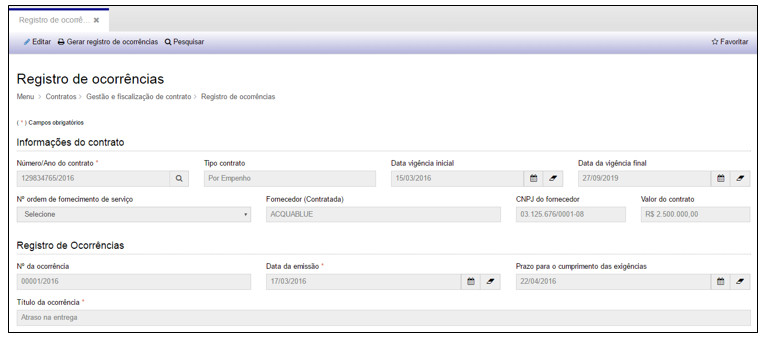 Registro de ocorrê... ✖
Editar Gerar registro de ocorrências Pesquisar Favoritar
Registro de ocorrências
Menu > Contratos > Gestão e fiscalização de contrato > Registro de ocorrências
( * ) Campos obrigatórios
Informações do contrato
Número/Ano do contrato * Tipo contrato Data vigência inicial Data da vigência final
129834765/2016 Por Empenho 15/03/2016 27/09/2019
Nº ordem de fornecimento de serviço Fornecedor (Contratada) CNPJ do fornecedor Valor do contrato
Selecione ACQUABLUE 03.125.676/0001-08 R$ 2.500.000,00
Registro de Ocorrências
Nº da ocorrência Data da emissão * Prazo para o cumprimento das exigências
00001/2016 17/03/2016 22/04/2016
Título da ocorrência *
Atraso na entrega